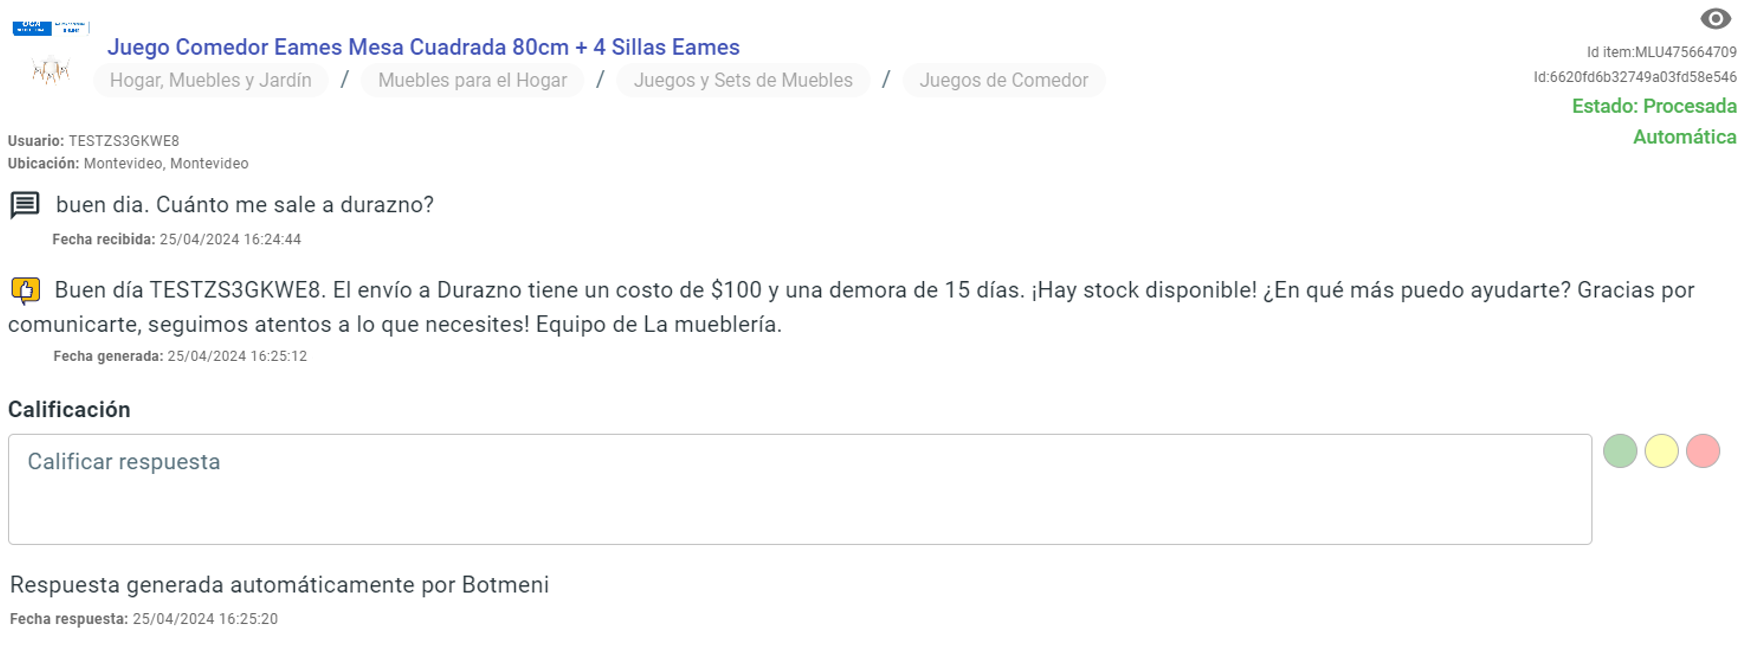 OCA
Juego Comedor Eames Mesa Cuadrada 80cm + 4 Sillas Eames
Hogar, Muebles y Jardín / Muebles para el Hogar / Juegos y Sets de Muebles / Juegos de Comedor
Id item:MLU475664709
Id:6620fd6b32749a03fd58e546
Estado: Procesada
Automática
Usuario: TESTZS3GKWE8
Ubicación: Montevideo, Montevideo
buen dia. Cuánto me sale a durazno?
Fecha recibida: 25/04/2024 16:24:44
Buen día TESTZS3GKWE8. El envío a Durazno tiene un costo de $100 y una demora de 15 días. ¡Hay stock disponible! ¿En qué más puedo ayudarte? Gracias por
comunicarte, seguimos atentos a lo que necesites! Equipo de La mueblería.
Fecha generada: 25/04/2024 16:25:12
Calificación
Calificar respuesta
Respuesta generada automáticamente por Botmeni
Fecha respuesta: 25/04/2024 16:25:20